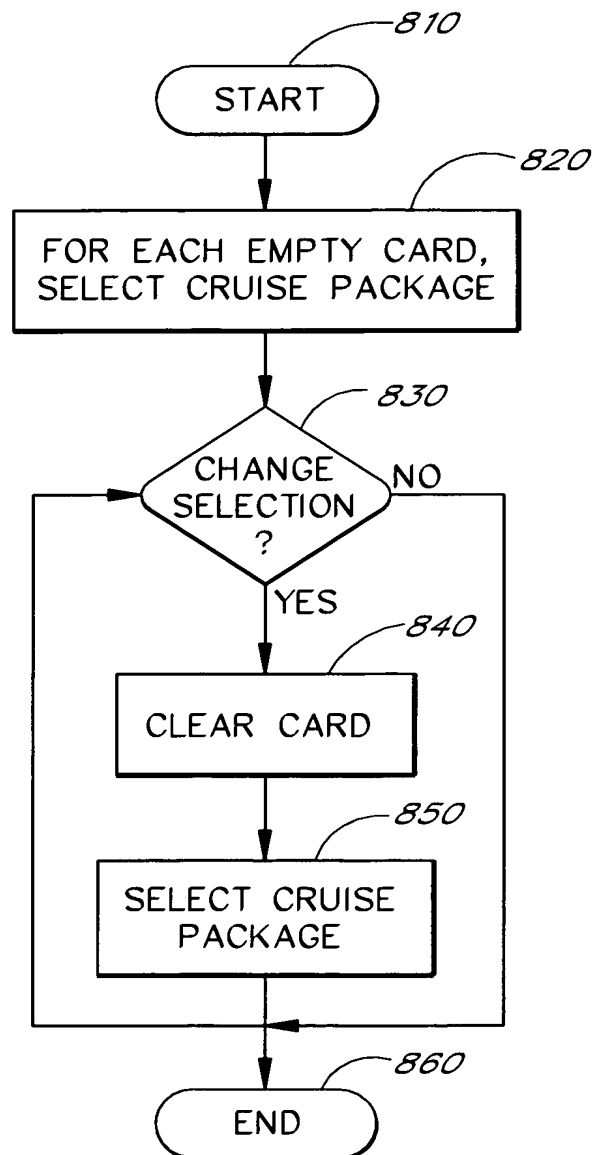 810
START
820
FOR EACH EMPTY CARD,
SELECT CRUISE PACKAGE
830
CHANGE
SELECTION
?
NO
YES
840
CLEAR CARD
850
SELECT CRUISE
PACKAGE
860
END